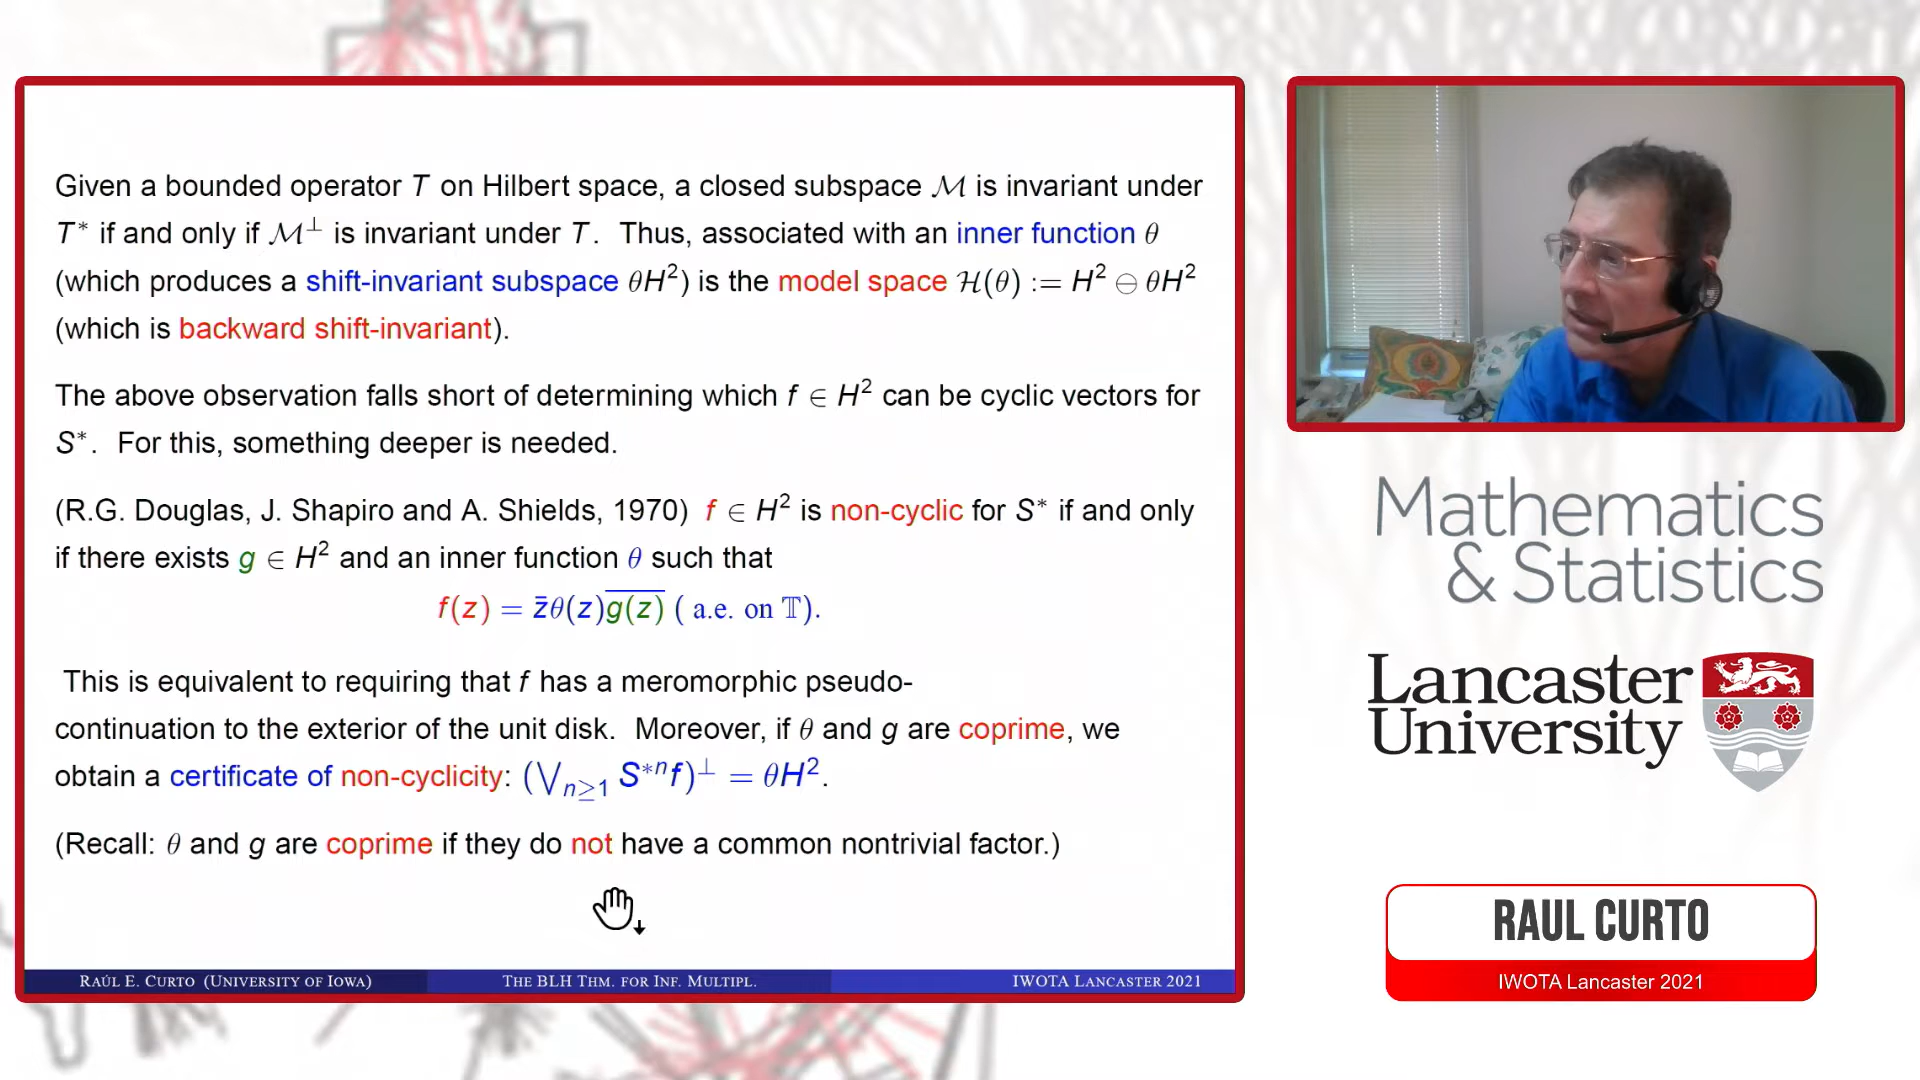 Given a bounded operator T on Hilbert space, a closed subspace ℳ is invariant under
T* if and only if ℳ⊥ is invariant under T. Thus, associated with an inner function θ
(which produces a shift-invariant subspace θH²) is the model space ℋ(θ) := H² ⊖ θH²
(which is backward shift-invariant).
The above observation falls short of determining which f ∈ H² can be cyclic vectors for
S*. For this, something deeper is needed.
(R.G. Douglas, J. Shapiro and A. Shields, 1970) f ∈ H² is non-cyclic for S* if and only
if there exists g ∈ H² and an inner function θ such that
f(z) = z̄θ(z)g(z)̅ ( a.e. on 𝕋).
This is equivalent to requiring that f has a meromorphic pseudo-
continuation to the exterior of the unit disk. Moreover, if θ and g are coprime, we
obtain a certificate of non-cyclicity: (⋁n≥1 S*ⁿf)⊥ = θH².
(Recall: θ and g are coprime if they do not have a common nontrivial factor.)
RAÚL E. CURTO (UNIVERSITY OF IOWA)
THE BLH THM. FOR INF. MULTIPL.
IWOTA LANCASTER 2021
Mathematics
& Statistics
Lancaster
University
RAUL CURTO
IWOTA Lancaster 2021